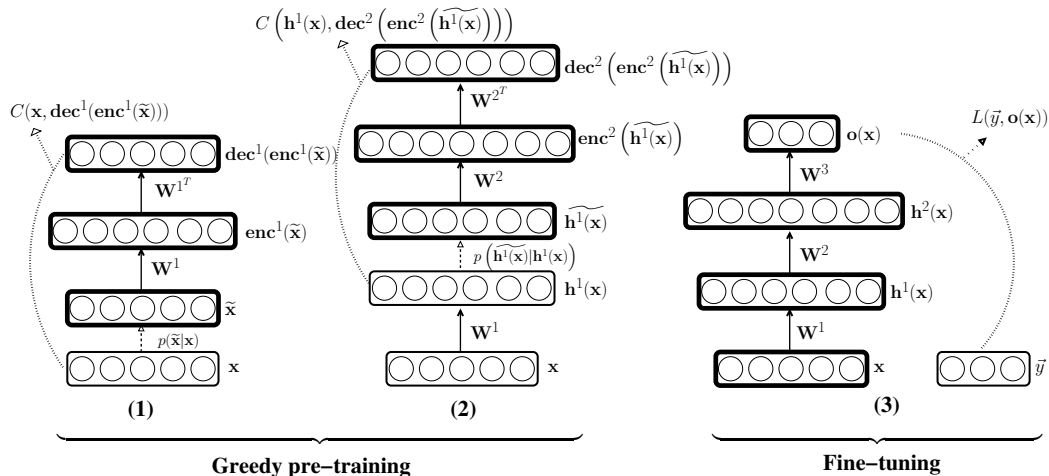 C(x, dec¹(enc¹(x̃)))
dec¹(enc¹(x̃))
W¹ᵀ
enc¹(x̃)
W¹
x̃
p(x̃|x)
x
(1)
C(h¹(x), dec²(enc²(h̃¹(x))))
dec²(enc²(h̃¹(x)))
W²ᵀ
enc²(h̃¹(x))
W²
h̃¹(x)
p(h̃¹(x)|h¹(x))
h¹(x)
W¹
x
(2)
Greedy pre−training
L(y⃗, o(x))
o(x)
W³
h²(x)
W²
h¹(x)
W¹
x
y⃗
(3)
Fine−tuning